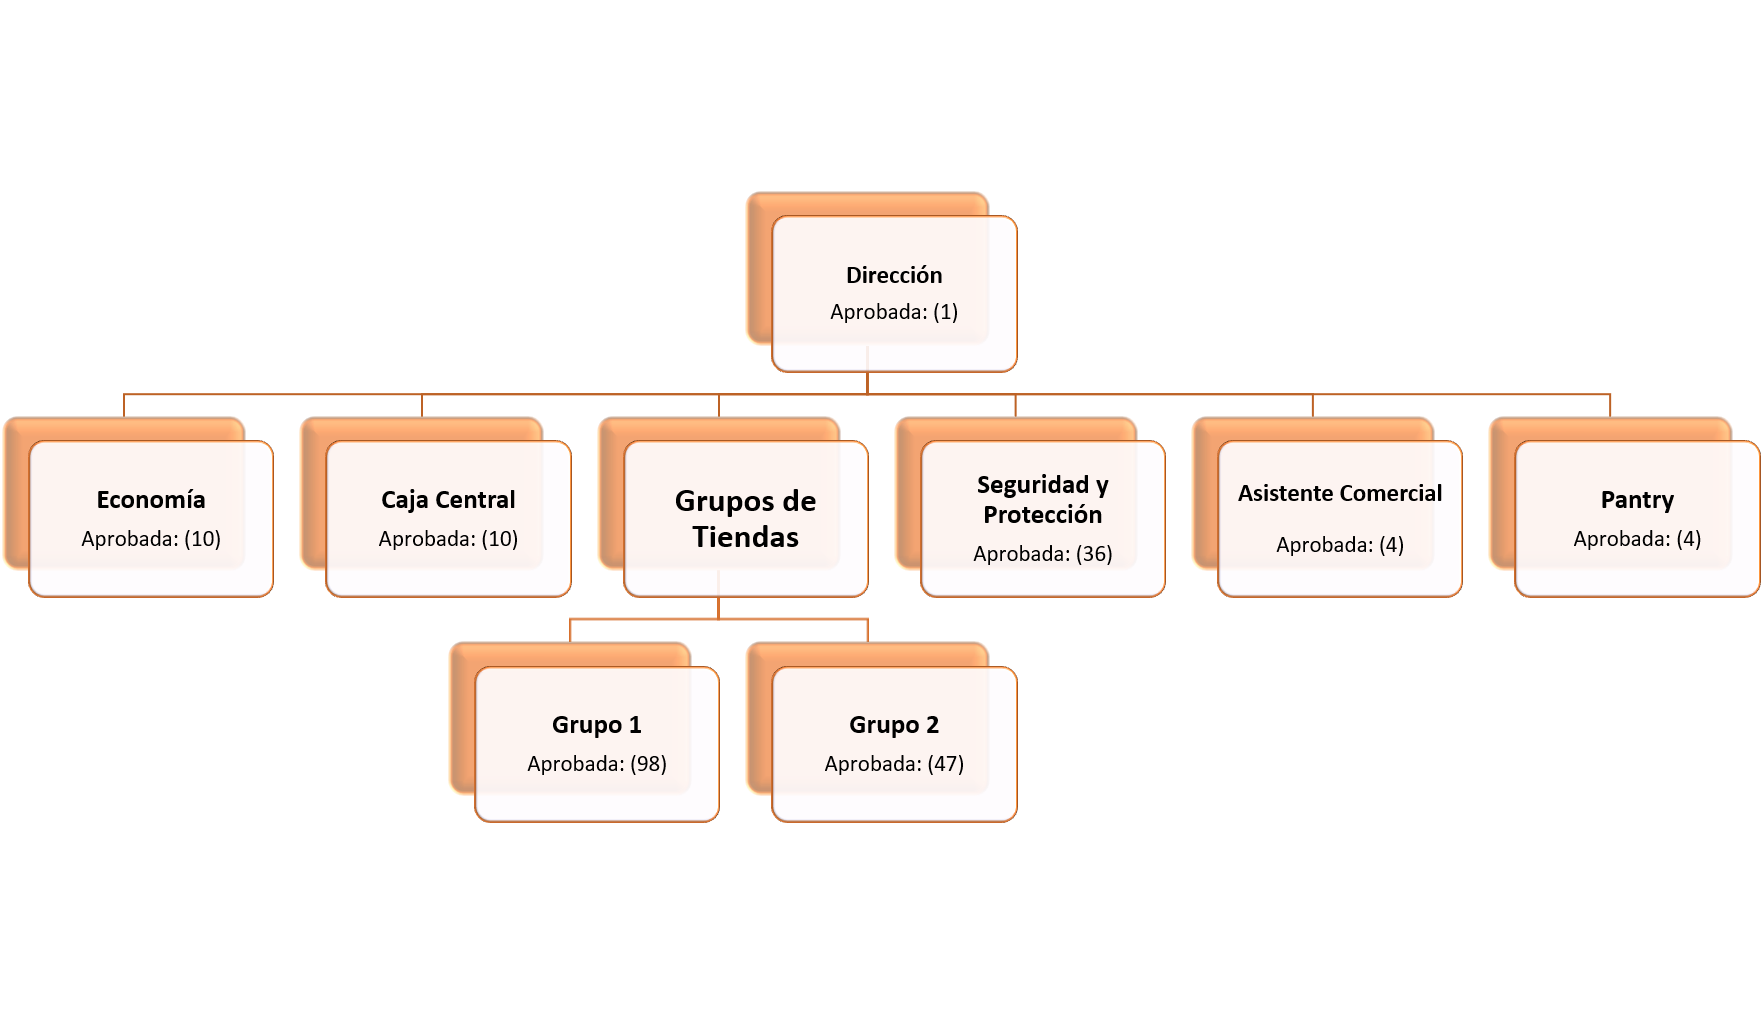 Dirección
Aprobada: (1)
Economía
Aprobada: (10)
Caja Central
Aprobada: (10)
Grupos de
Tiendas
Seguridad y
Protección
Aprobada: (36)
Asistente Comercial
Aprobada: (4)
Pantry
Aprobada: (4)
Grupo 1
Aprobada: (98)
Grupo 2
Aprobada: (47)